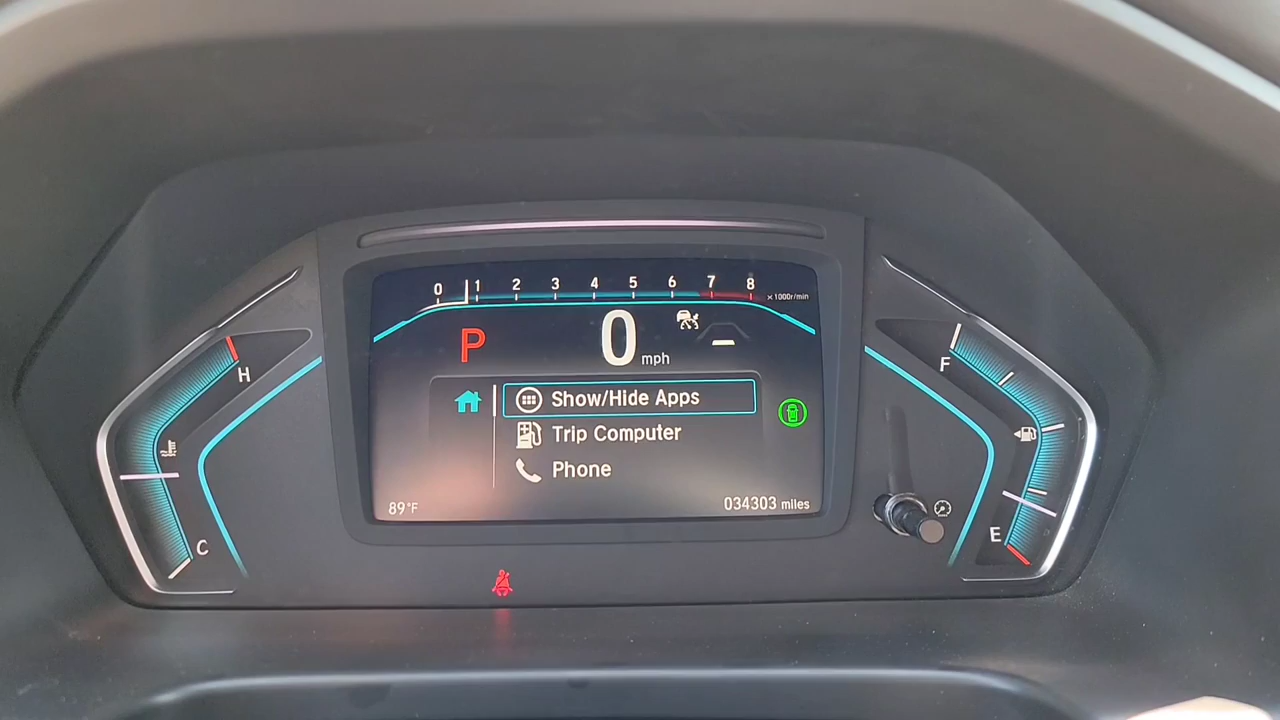 0 1 2 3 4 5 6 7 8 ×1000r/min
P 0 mph
H
F
Show/Hide Apps
Trip Computer
Phone
89°F 034303 miles
C
E